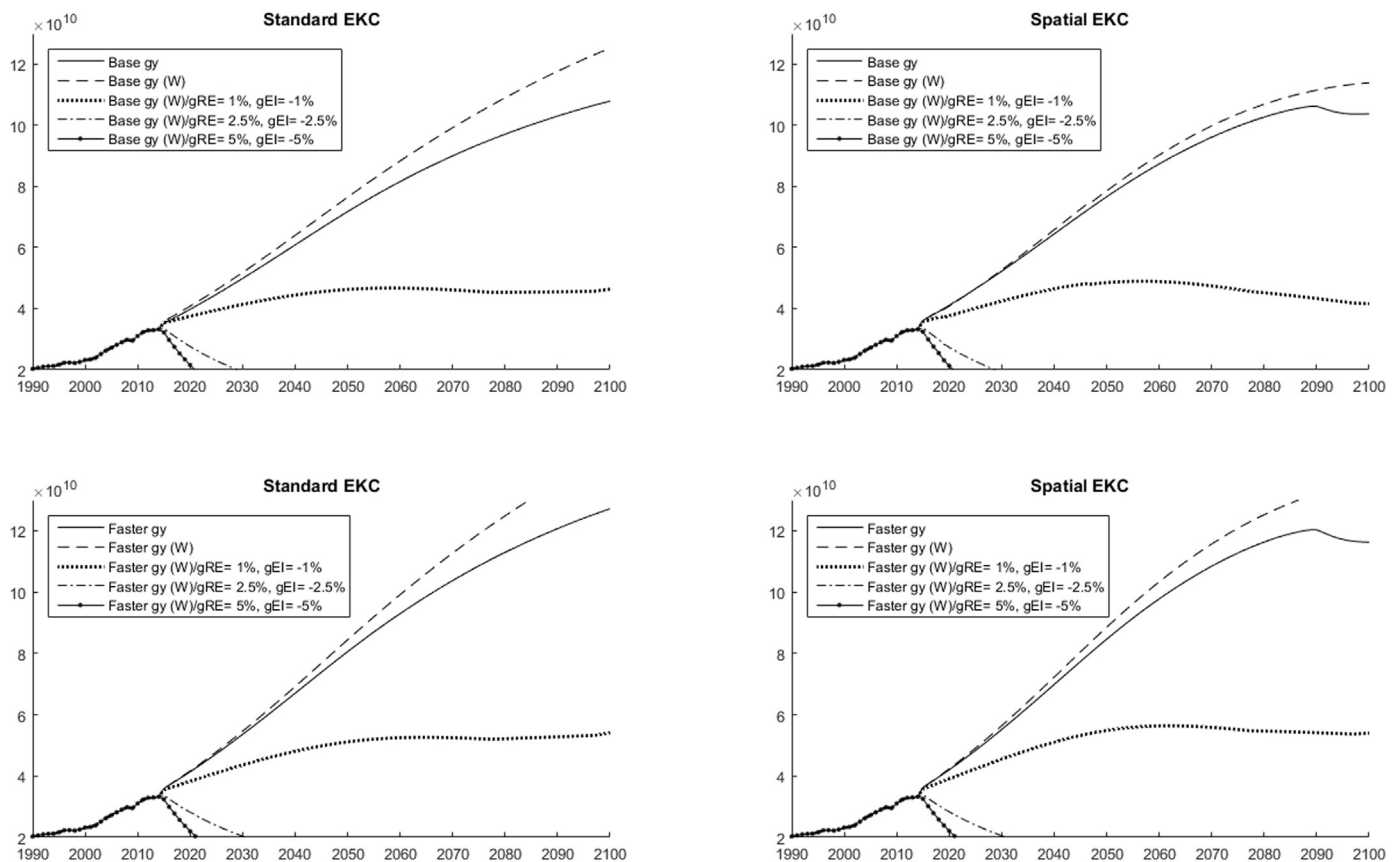 Standard EKC
×10^10
Base gy
Base gy (W)
Base gy (W)/gRE= 1%, gEI= -1%
Base gy (W)/gRE= 2.5%, gEI= -2.5%
Base gy (W)/gRE= 5%, gEI= -5%
12
10
8
6
4
2
1990 2000 2010 2020 2030 2040 2050 2060 2070 2080 2090 2100
Spatial EKC
×10^10
Base gy
Base gy (W)
Base gy (W)/gRE= 1%, gEI= -1%
Base gy (W)/gRE= 2.5%, gEI= -2.5%
Base gy (W)/gRE= 5%, gEI= -5%
12
10
8
6
4
2
1990 2000 2010 2020 2030 2040 2050 2060 2070 2080 2090 2100
Standard EKC
×10^10
Faster gy
Faster gy (W)
Faster gy (W)/gRE= 1%, gEI= -1%
Faster gy (W)/gRE= 2.5%, gEI= -2.5%
Faster gy (W)/gRE= 5%, gEI= -5%
12
10
8
6
4
2
1990 2000 2010 2020 2030 2040 2050 2060 2070 2080 2090 2100
Spatial EKC
×10^10
Faster gy
Faster gy (W)
Faster gy (W)/gRE= 1%, gEI= -1%
Faster gy (W)/gRE= 2.5%, gEI= -2.5%
Faster gy (W)/gRE= 5%, gEI= -5%
12
10
8
6
4
2
1990 2000 2010 2020 2030 2040 2050 2060 2070 2080 2090 2100